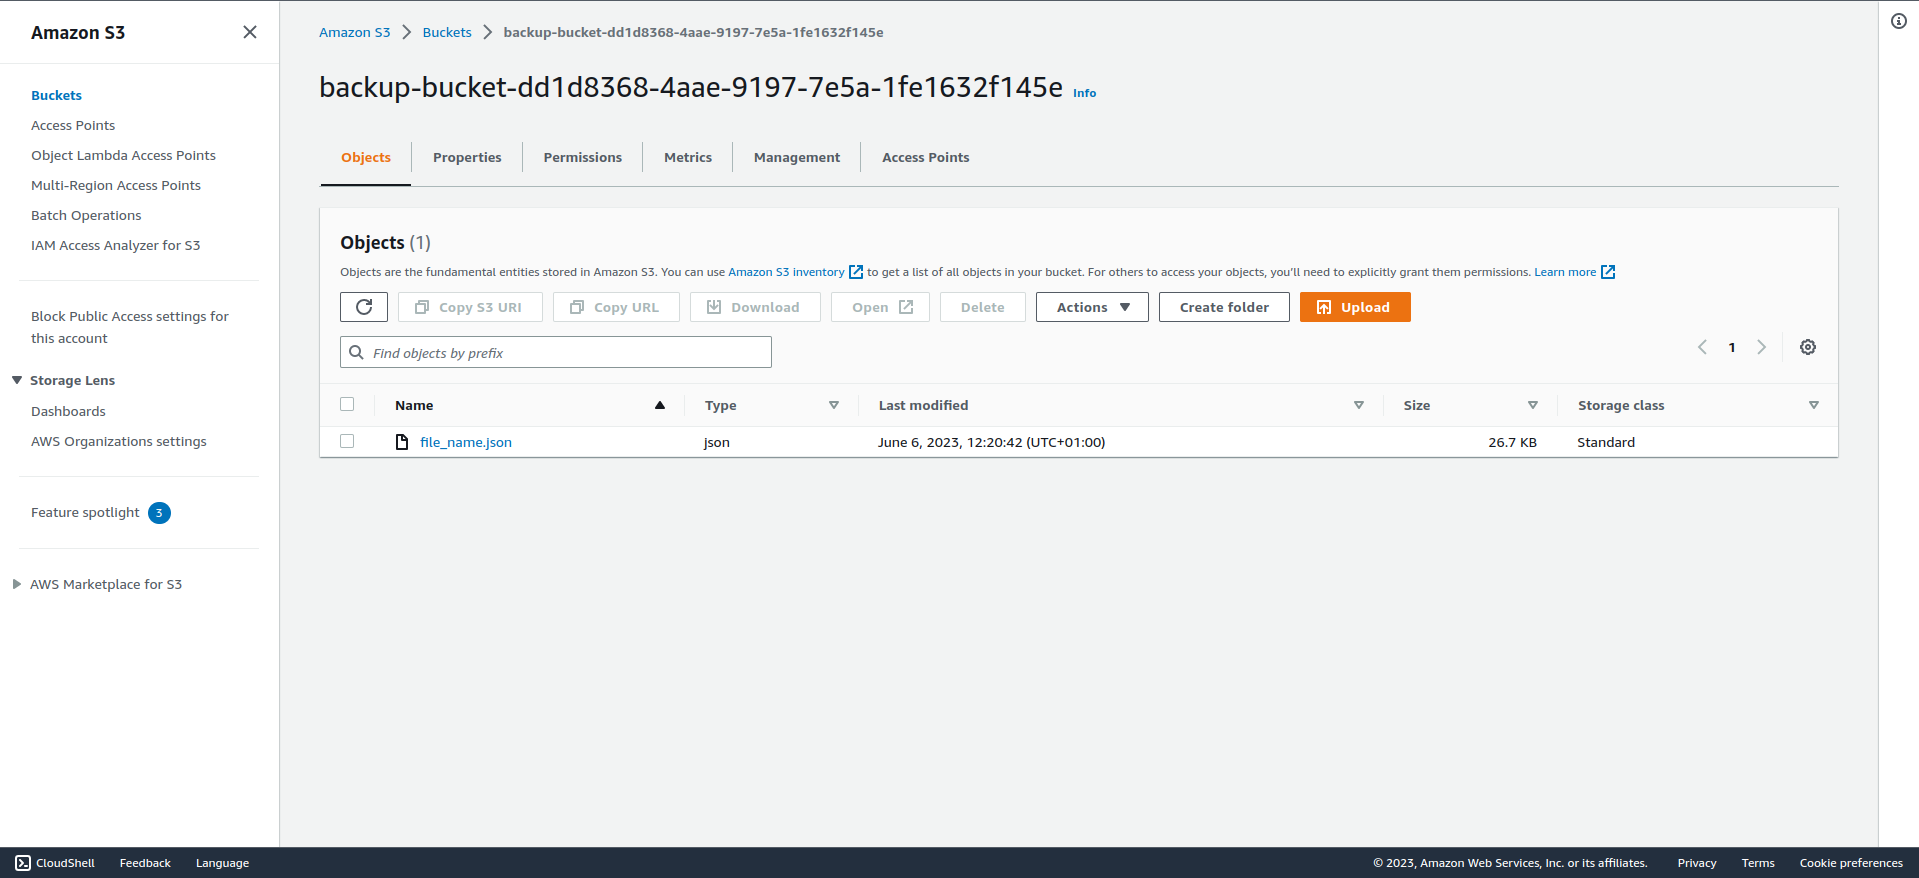 Amazon S3
Buckets
Access Points
Object Lambda Access Points
Multi-Region Access Points
Batch Operations
IAM Access Analyzer for S3
Block Public Access settings for
this account
Storage Lens
Dashboards
AWS Organizations settings
Feature spotlight 3
AWS Marketplace for S3
Amazon S3 Buckets backup-bucket-dd1d8368-4aae-9197-7e5a-1fe1632f145e
backup-bucket-dd1d8368-4aae-9197-7e5a-1fe1632f145e Info
Objects Properties Permissions Metrics Management Access Points
Objects (1)
Objects are the fundamental entities stored in Amazon S3. You can use Amazon S3 inventory to get a list of all objects in your bucket. For others to access your objects, you'll need to explicitly grant them permissions. Learn more
Copy S3 URI Copy URL Download Open Delete Actions Create folder Upload
Find objects by prefix 1
Name Type Last modified Size Storage class
file_name.json json June 6, 2023, 12:20:42 (UTC+01:00) 26.7 KB Standard
CloudShell Feedback Language © 2023, Amazon Web Services, Inc. or its affiliates. Privacy Terms Cookie preferences